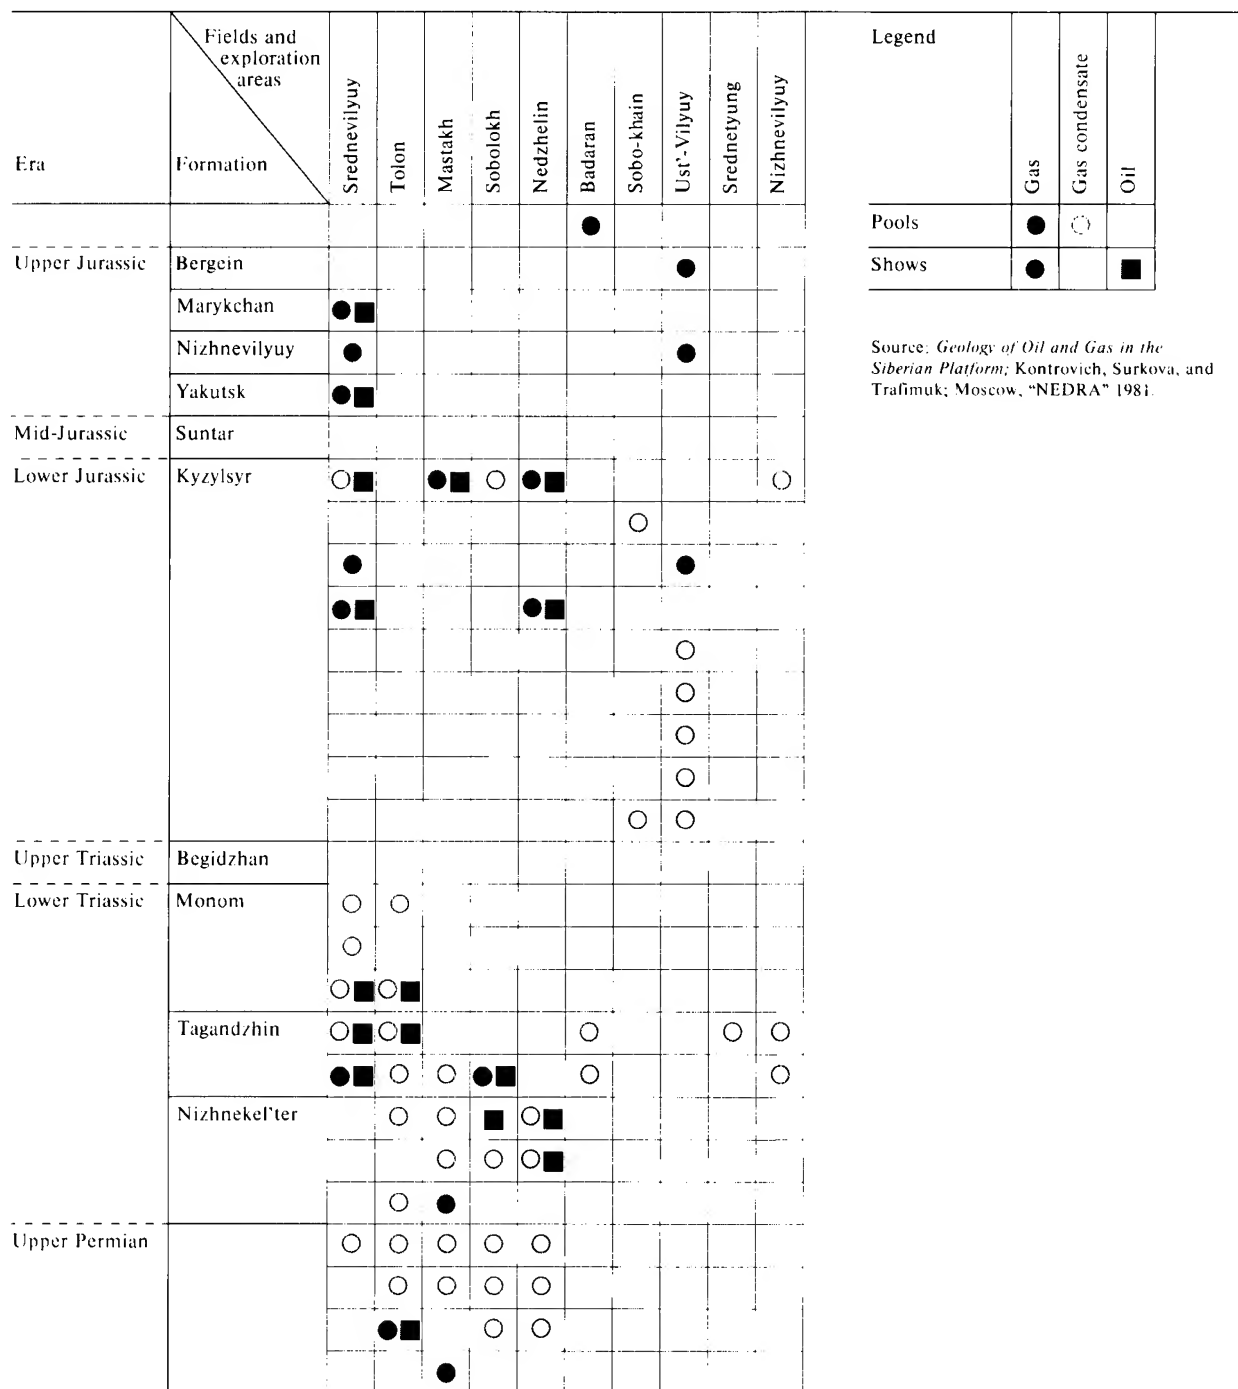 Fields and
exploration
areas
Era
Formation
Srednevilyuy
Tolon
Mastakh
Sobolokh
Nedzhelin
Badaran
Sobo-khain
Ust'-Vilyuy
Srednetyung
Nizhnevilyuy
Legend
Gas
Gas condensate
Oil
Pools
Shows
Upper Jurassic
Bergein
Marykchan
Nizhnevilyuy
Yakutsk
Mid-Jurassic
Suntar
Lower Jurassic
Kyzylsyr
Upper Triassic
Begidzhan
Lower Triassic
Monom
Tagandzhin
Nizhnekel'ter
Upper Permian
Source: Geology of Oil and Gas in the
Siberian Platform; Kontrovich, Surkova, and
Trafimuk; Moscow, "NEDRA" 1981.